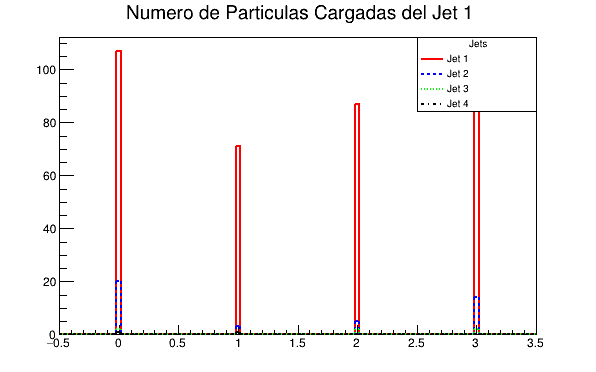 Numero de Particulas Cargadas del Jet 1
Jets
Jet 1
Jet 2
Jet 3
Jet 4
100
80
60
40
20
0
−0.5 0 0.5 1 1.5 2 2.5 3 3.5